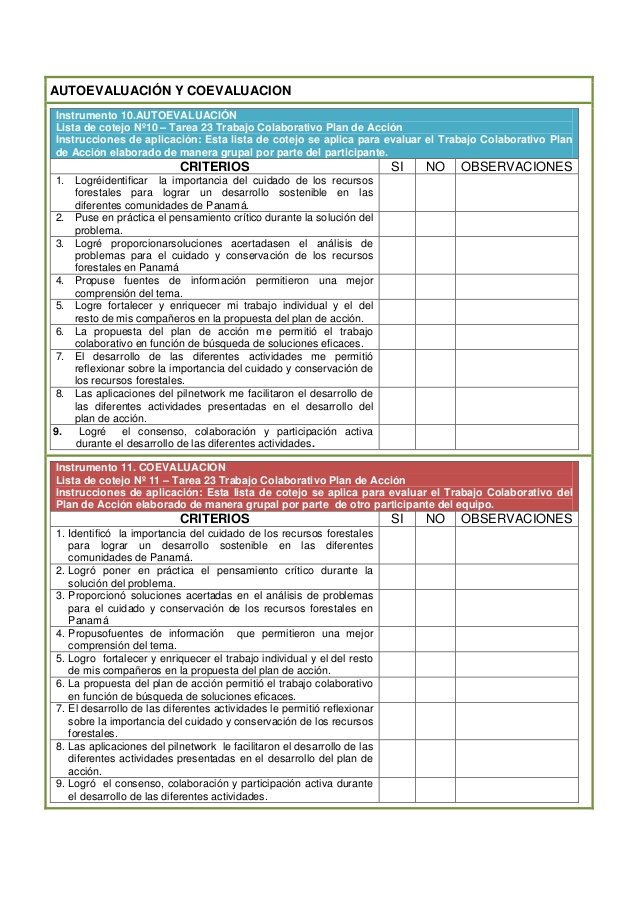 AUTOEVALUACIÓN Y COEVALUACION
Instrumento 10.AUTOEVALUACIÓN
Lista de cotejo Nº10 – Tarea 23 Trabajo Colaborativo Plan de Acción
Instrucciones de aplicación: Esta lista de cotejo se aplica para evaluar el Trabajo Colaborativo Plan
de Acción elaborado de manera grupal por parte del participante.
CRITERIOS SI NO OBSERVACIONES
1. Logréidentificar la importancia del cuidado de los recursos
forestales para lograr un desarrollo sostenible en las
diferentes comunidades de Panamá.
2. Puse en práctica el pensamiento crítico durante la solución del
problema.
3. Logré proporcionarsoluciones acertadasen el análisis de
problemas para el cuidado y conservación de los recursos
forestales en Panamá
4. Propuse fuentes de información permitieron una mejor
comprensión del tema.
5. Logre fortalecer y enriquecer mi trabajo individual y el del
resto de mis compañeros en la propuesta del plan de acción.
6. La propuesta del plan de acción me permitió el trabajo
colaborativo en función de búsqueda de soluciones eficaces.
7. El desarrollo de las diferentes actividades me permitió
reflexionar sobre la importancia del cuidado y conservación de
los recursos forestales.
8. Las aplicaciones del pilnetwork me facilitaron el desarrollo de
las diferentes actividades presentadas en el desarrollo del
plan de acción.
9. Logré el consenso, colaboración y participación activa
durante el desarrollo de las diferentes actividades.
Instrumento 11. COEVALUACION
Lista de cotejo Nº 11 – Tarea 23 Trabajo Colaborativo Plan de Acción
Instrucciones de aplicación: Esta lista de cotejo se aplica para evaluar el Trabajo Colaborativo del
Plan de Acción elaborado de manera grupal por parte de otro participante del equipo.
CRITERIOS SI NO OBSERVACIONES
1. Identificó la importancia del cuidado de los recursos forestales
para lograr un desarrollo sostenible en las diferentes
comunidades de Panamá.
2. Logró poner en práctica el pensamiento crítico durante la
solución del problema.
3. Proporcionó soluciones acertadas en el análisis de problemas
para el cuidado y conservación de los recursos forestales en
Panamá
4. Propusofuentes de información que permitieron una mejor
comprensión del tema.
5. Logro fortalecer y enriquecer el trabajo individual y el del resto
de mis compañeros en la propuesta del plan de acción.
6. La propuesta del plan de acción permitió el trabajo colaborativo
en función de búsqueda de soluciones eficaces.
7. El desarrollo de las diferentes actividades le permitió reflexionar
sobre la importancia del cuidado y conservación de los recursos
forestales.
8. Las aplicaciones del pilnetwork le facilitaron el desarrollo de las
diferentes actividades presentadas en el desarrollo del plan de
acción.
9. Logró el consenso, colaboración y participación activa durante
el desarrollo de las diferentes actividades.